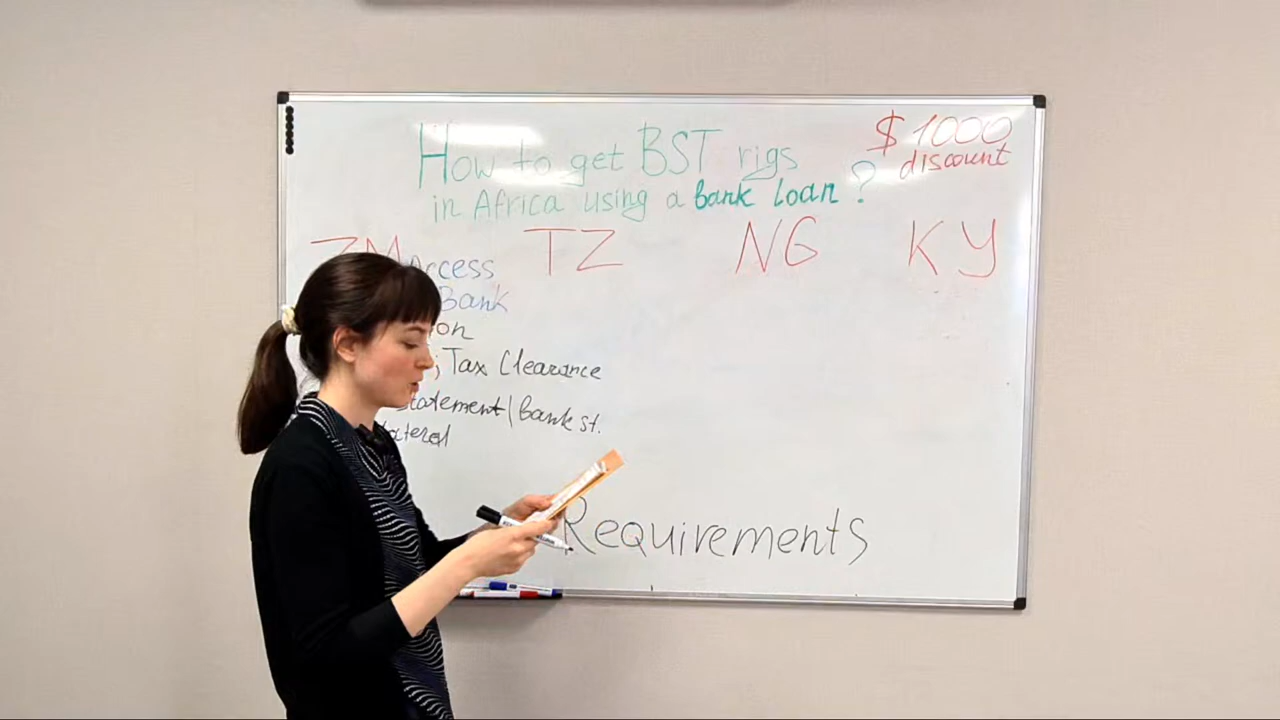 How to get BST rigs
in Africa using a bank loan?
$1000
discount
ZM TZ NG KY
Access
Bank
; Tax Clearance
statement/bank st.
Requirements